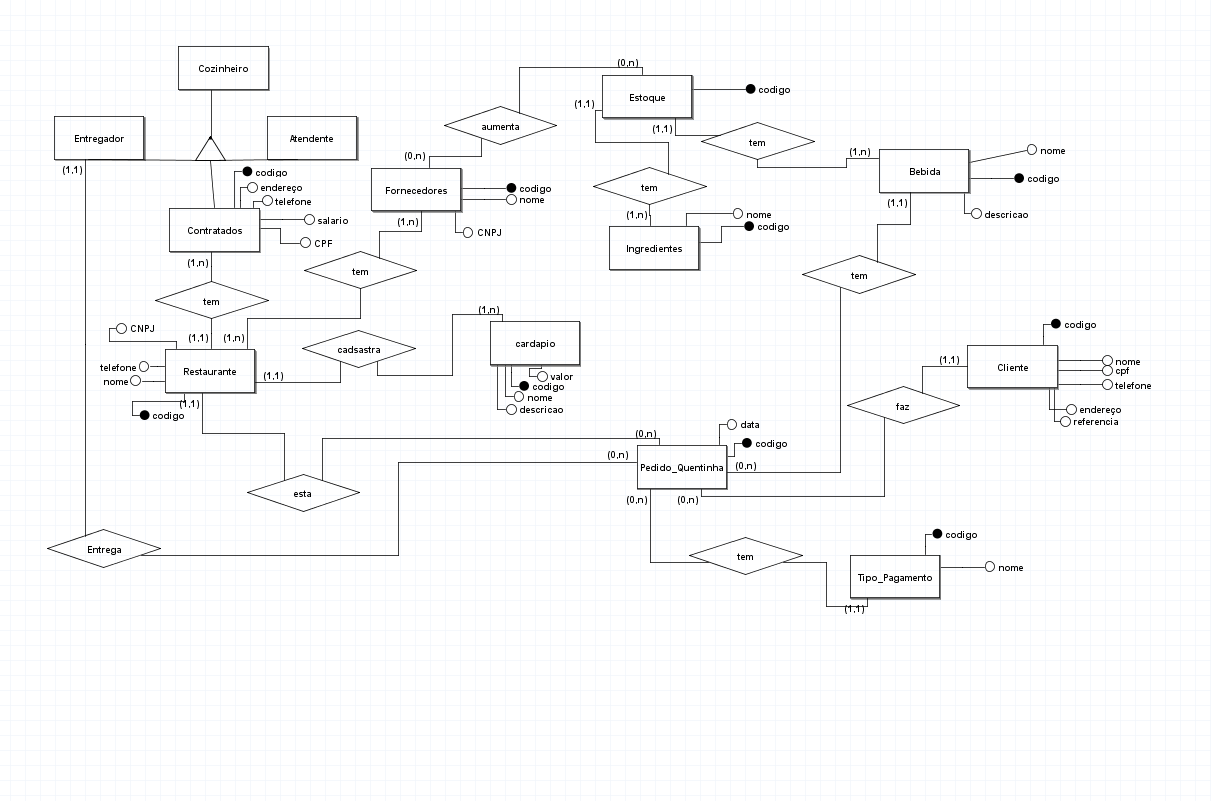 Cozinheiro
(0,n)
Estoque
codigo
(1,1)
Entregador
Atendente
aumenta
(1,1)
tem
(1,n)
nome
(0,n)
(1,1)
codigo
endereço
telefone
Fornecedores
codigo
nome
tem
Bebida
codigo
Contratados
salario
CPF
(1,n)
CNPJ
(1,n)
nome
codigo
Ingredientes
(1,1)
descricao
(1,n)
tem
tem
tem
CNPJ
(1,1)
(1,n)
cadsastra
(1,n)
cardapio
codigo
telefone
nome
Restaurante
(1,1)
valor
codigo
nome
descricao
(1,1)
Cliente
nome
cpf
telefone
(1,1)
codigo
faz
endereço
referencia
data
(0,n)
codigo
(0,n)
Pedido_Quentinha
(0,n)
esta
(0,n)
(0,n)
Entrega
tem
codigo
Tipo_Pagamento
nome
(1,1)